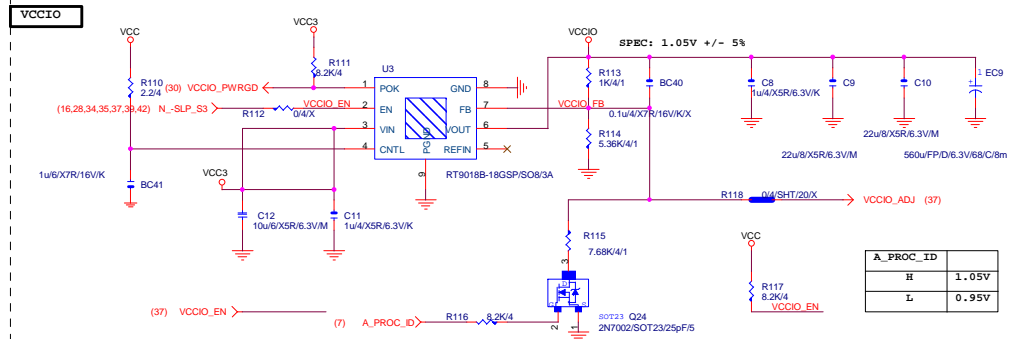 VCCIO
VCC
VCC3
VCCIO
SPEC: 1.05V +/- 5%
R110
2.2/4
R111
8.2K/4
U3
(30) VCCIO_PWRGD
1 POK
GND 8
(16,28,34,35,37,39,42) N_-SLP_S3
R112
0/4/X
VCCIO_EN
2 EN
FB 7
3 VIN
VOUT 6
4 CNTL
REFIN 5
PGND
9
RT9018B-18GSP/SO8/3A
R113
1K/4/1
VCCIO_FB
BC40
0.1u/4/X7R/16V/K/X
R114
5.36K/4/1
C8
1u/4/X5R/6.3V/K
C9
22u/8/X5R/6.3V/M
C10
22u/8/X5R/6.3V/M
1 EC9
560u/FP/D/6.3V/68/C/8m
1u/6/X7R/16V/K
BC41
VCC3
C12
10u/6/X5R/6.3V/M
C11
1u/4/X5R/6.3V/K
R118
0/4/SHT/20/X
VCCIO_ADJ (37)
R115
7.68K/4/1
3
D
G
S
2
1
SOT23 Q24
2N7002/SOT23/25pF/5
(37) VCCIO_EN
(7) A_PROC_ID
R116
8.2K/4
VCC
R117
8.2K/4
VCCIO_EN
A_PROC_ID
H 1.05V
L 0.95V